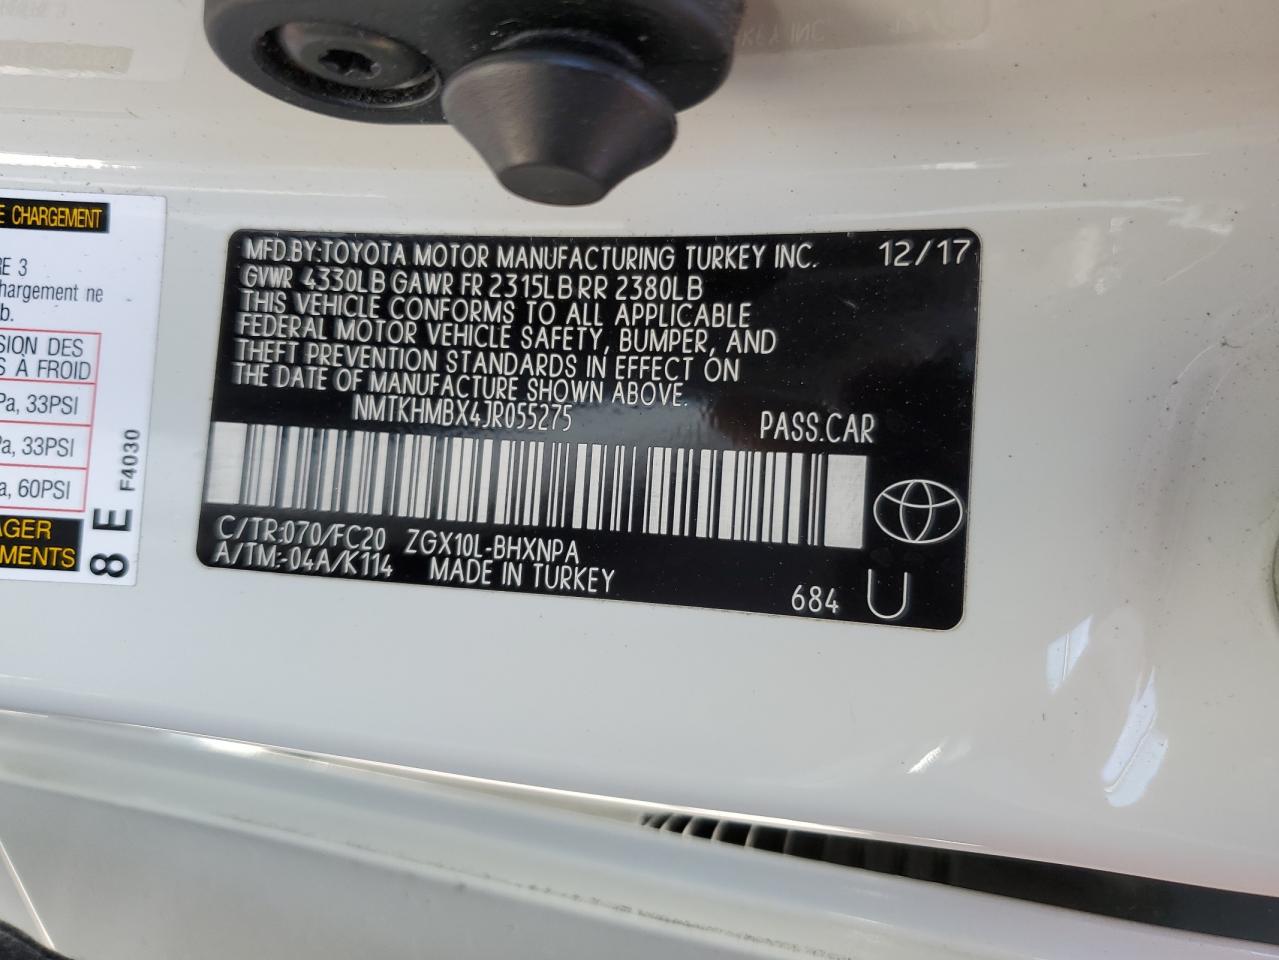 MFD.BY:TOYOTA MOTOR MANUFACTURING TURKEY INC. 12/17
GVWR 4330LB GAWR FR 2315LB RR 2380LB
THIS VEHICLE CONFORMS TO ALL APPLICABLE
FEDERAL MOTOR VEHICLE SAFETY, BUMPER, AND
THEFT PREVENTION STANDARDS IN EFFECT ON
THE DATE OF MANUFACTURE SHOWN ABOVE.
NMTKHMBX4JR055275 PASS.CAR
C/TR:070/FC20 ZGX10L-BHXNPA
A/TM:-04A/K114 MADE IN TURKEY
684 U
E CHARGEMENT
RE 3
hargement ne
b.
SION DES
S À FROID
Pa, 33PSI
Pa, 33PSI
a, 60PSI
AGER
MENTS
8 E F4030